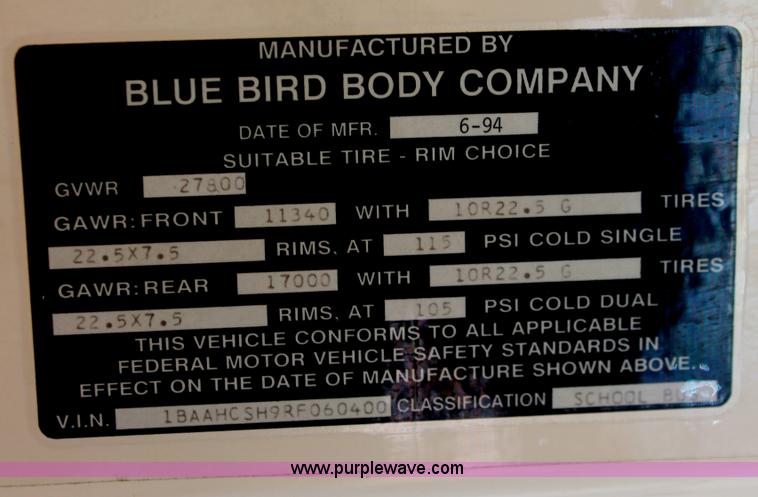 MANUFACTURED BY
BLUE BIRD BODY COMPANY
DATE OF MFR. 6-94
SUITABLE TIRE - RIM CHOICE
GVWR 27800
GAWR: FRONT 11340 WITH 10R22.5 G TIRES
22.5X7.5 RIMS, AT 115 PSI COLD SINGLE
GAWR: REAR 17000 WITH 10R22.5 G TIRES
22.5X7.5 RIMS, AT 105 PSI COLD DUAL
THIS VEHICLE CONFORMS TO ALL APPLICABLE
FEDERAL MOTOR VEHICLE SAFETY STANDARDS IN
EFFECT ON THE DATE OF MANUFACTURE SHOWN ABOVE.
V.I.N. 1BAAHCSH9RF060400 CLASSIFICATION SCHOOL BUS
www.purplewave.com